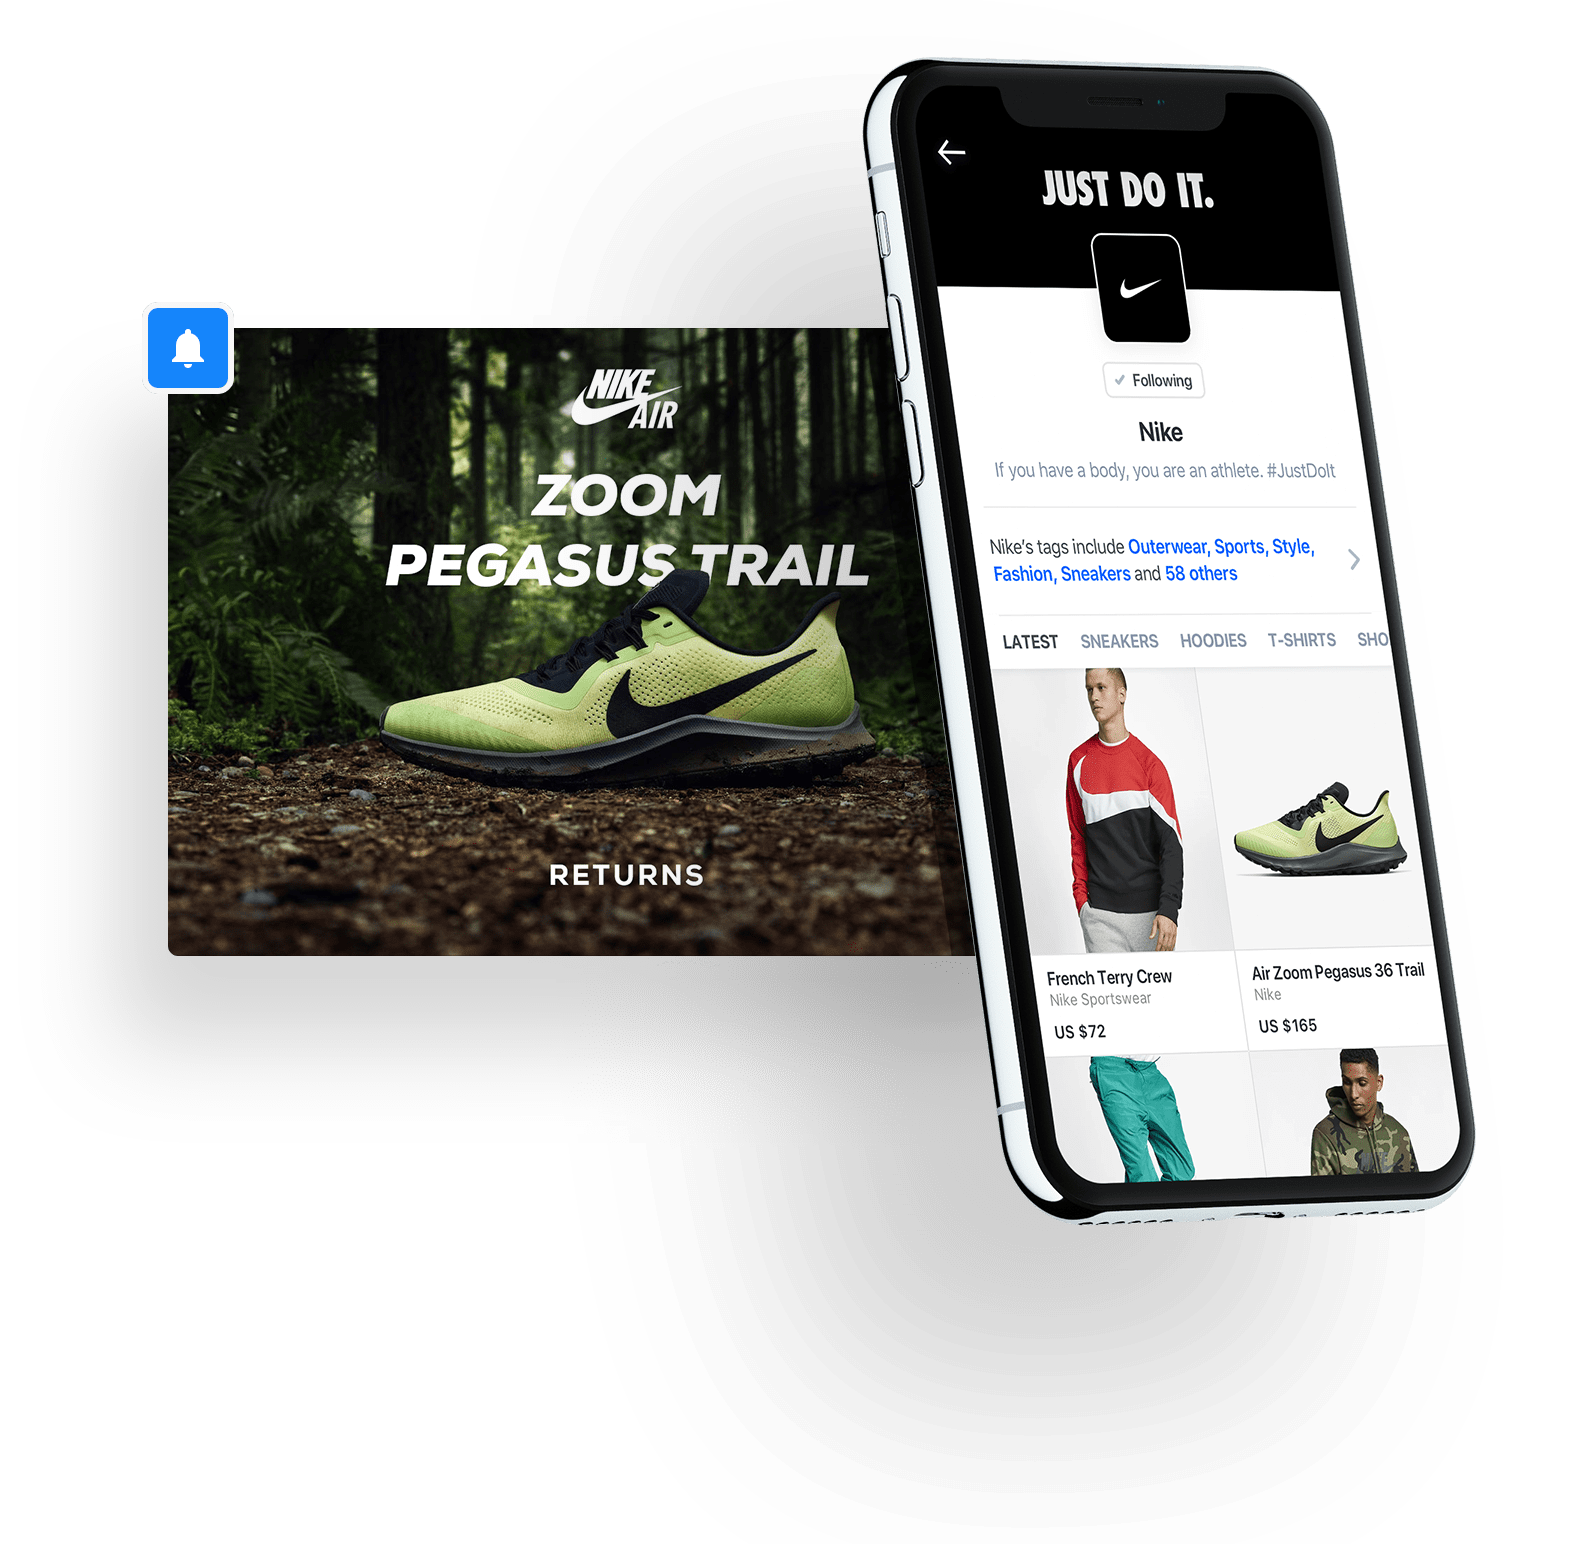 NIKE
AIR
ZOOM
PEGASUS TRAIL
RETURNS
JUST DO IT.
Following
Nike
If you have a body, you are an athlete. #JustDoIt
Nike's tags include Outerwear, Sports, Style,
Fashion, Sneakers and 58 others
LATEST SNEAKERS HOODIES T-SHIRTS SHO
French Terry Crew
Nike Sportswear
US $72
Air Zoom Pegasus 36 Trail
Nike
US $165